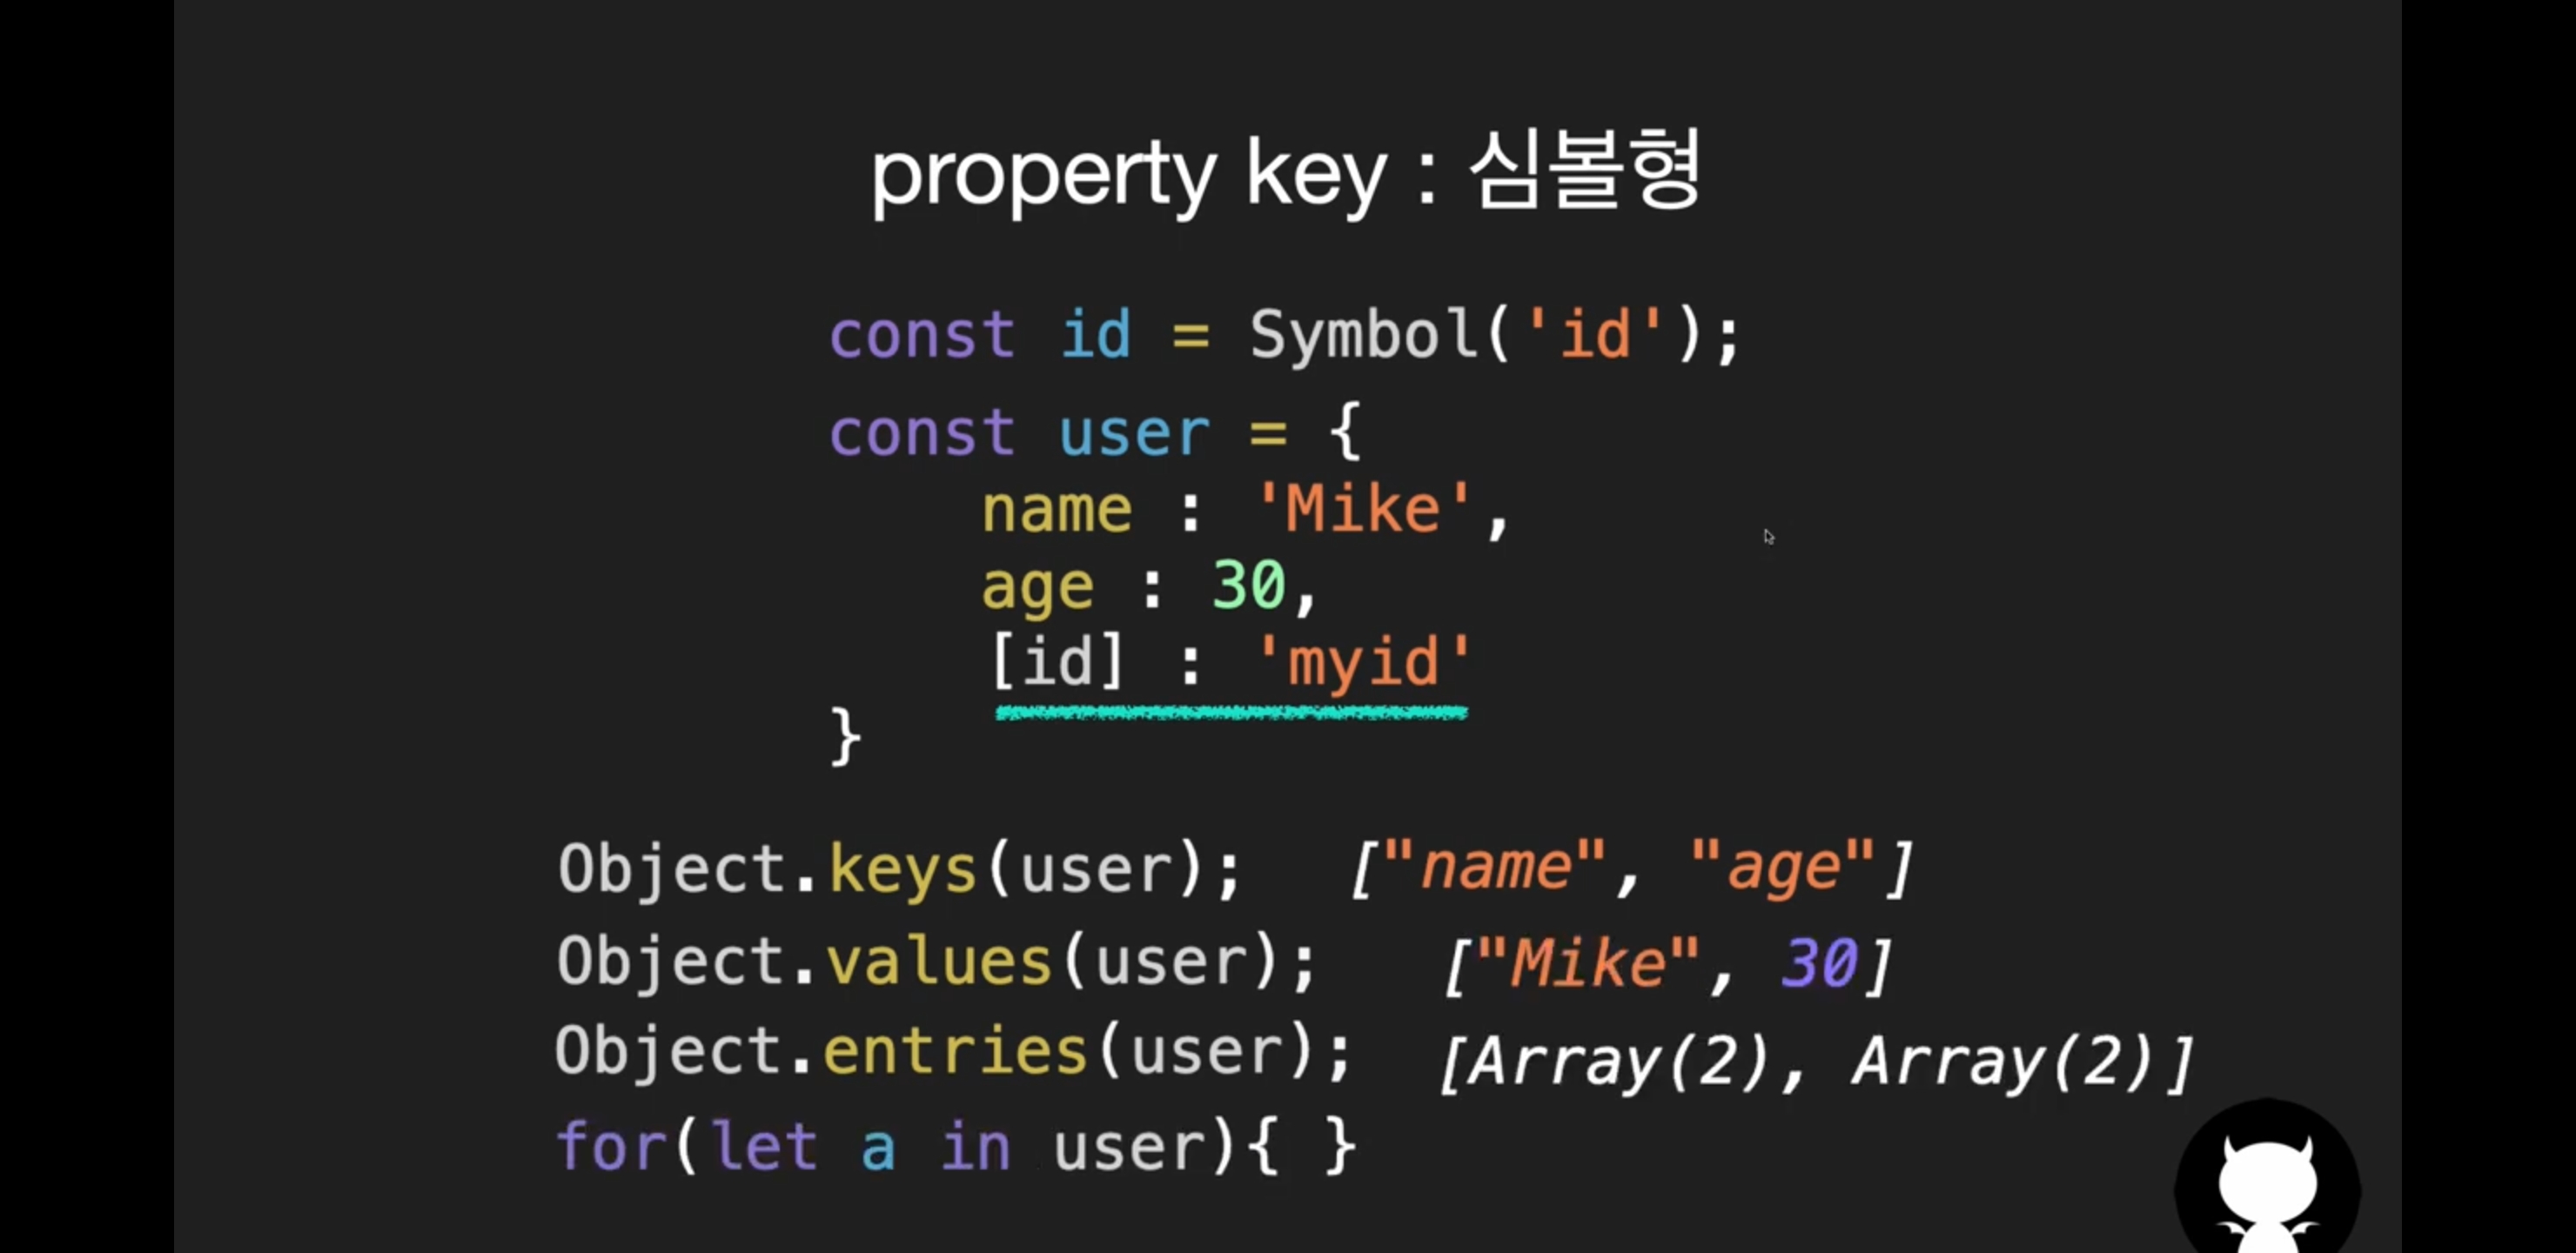 property key : 심볼형
const id = Symbol('id');
const user = {
name : 'Mike',
age : 30,
[id] : 'myid'
}
Object.keys(user); ["name", "age"]
Object.values(user); ["Mike", 30]
Object.entries(user); [Array(2), Array(2)]
for(let a in user){ }